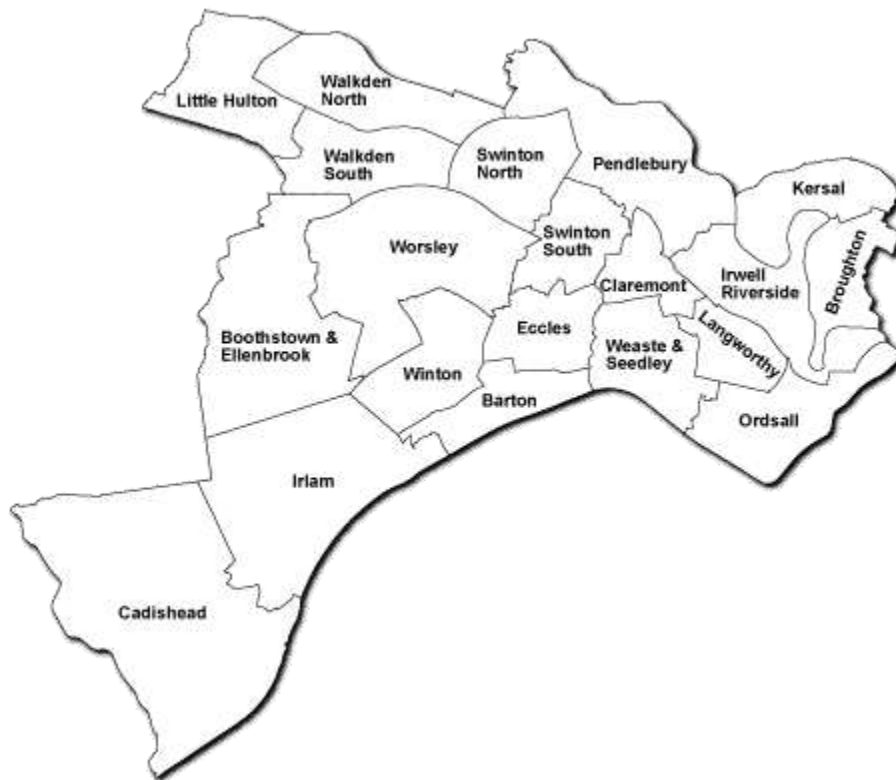 Little Hulton
Walkden
North
Walkden
South
Swinton
North
Pendlebury
Kersal
Worsley
Swinton
South
Claremont
Irwell
Riverside
Broughton
Boothstown &
Ellenbrook
Eccles
Weaste &
Seedley
Langworthy
Winton
Barton
Ordsall
Irlam
Cadishead